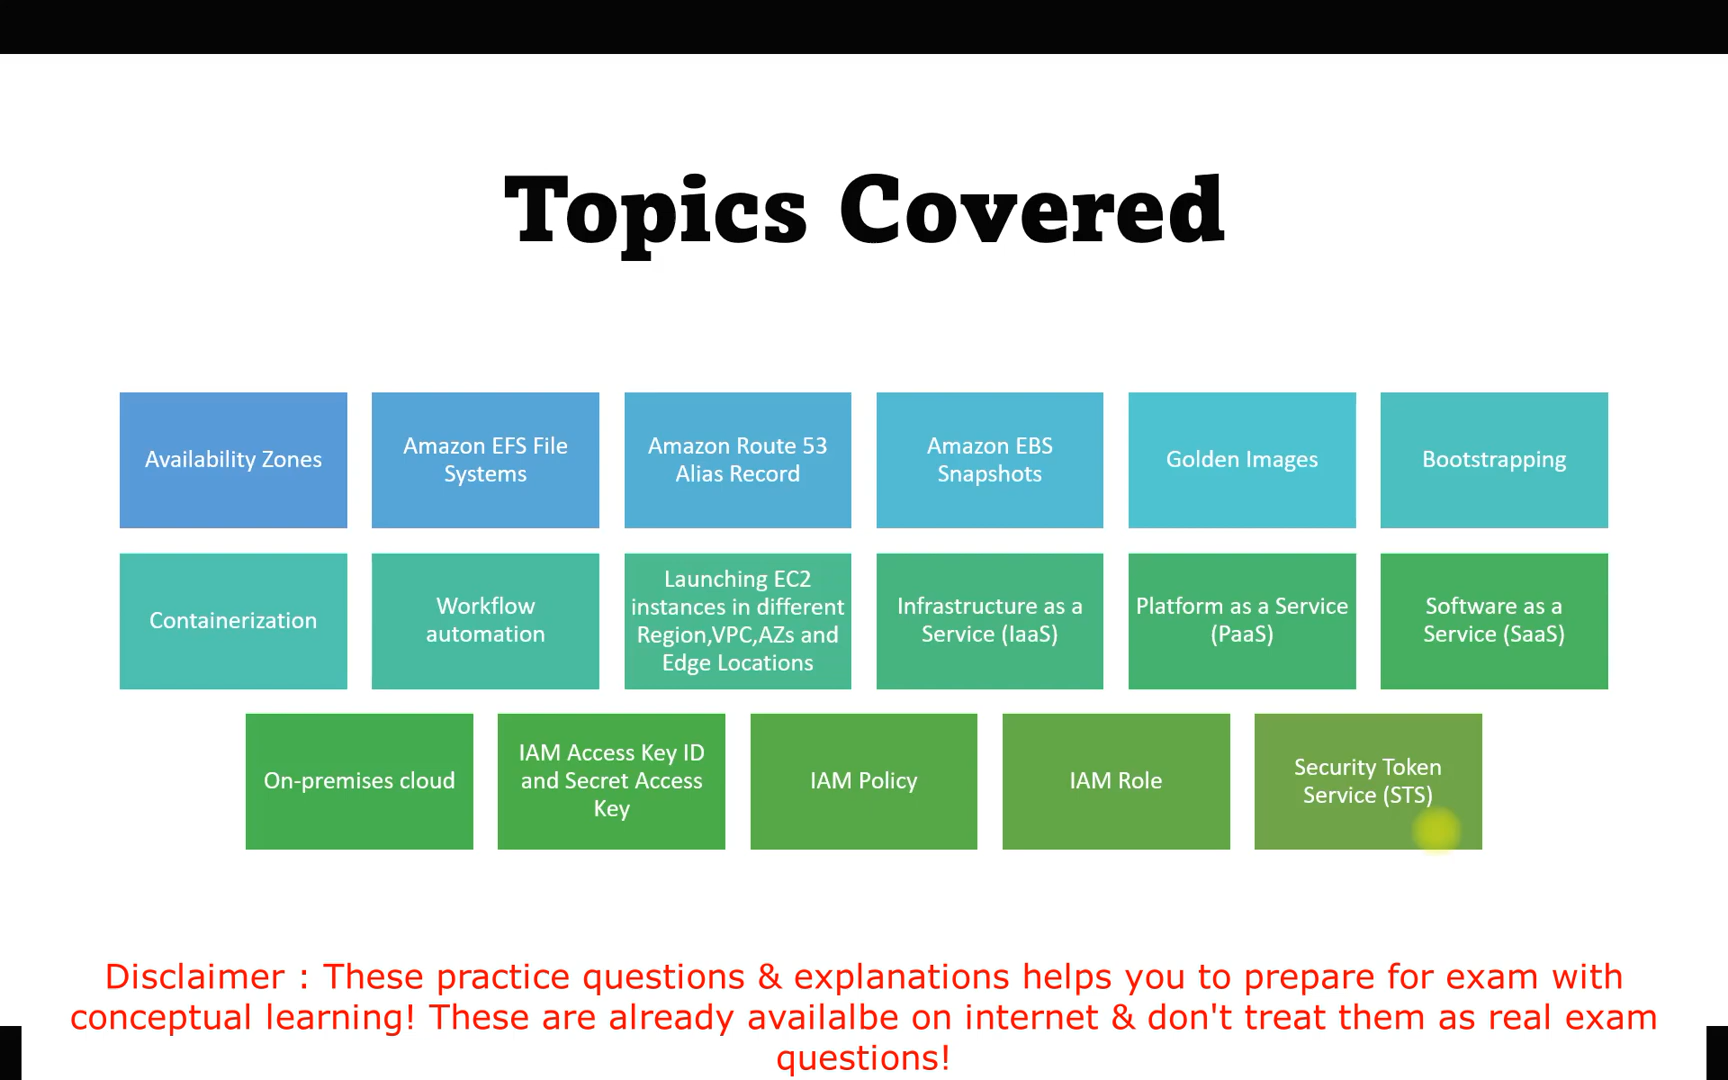 Topics Covered
Availability Zones
Amazon EFS File
Systems
Amazon Route 53
Alias Record
Amazon EBS
Snapshots
Golden Images
Bootstrapping
Containerization
Workflow
automation
Launching EC2
instances in different
Region,VPC,AZs and
Edge Locations
Infrastructure as a
Service (IaaS)
Platform as a Service
(PaaS)
Software as a
Service (SaaS)
On-premises cloud
IAM Access Key ID
and Secret Access
Key
IAM Policy
IAM Role
Security Token
Service (STS)
Disclaimer : These practice questions & explanations helps you to prepare for exam with
conceptual learning! These are already availalbe on internet & don't treat them as real exam
questions!